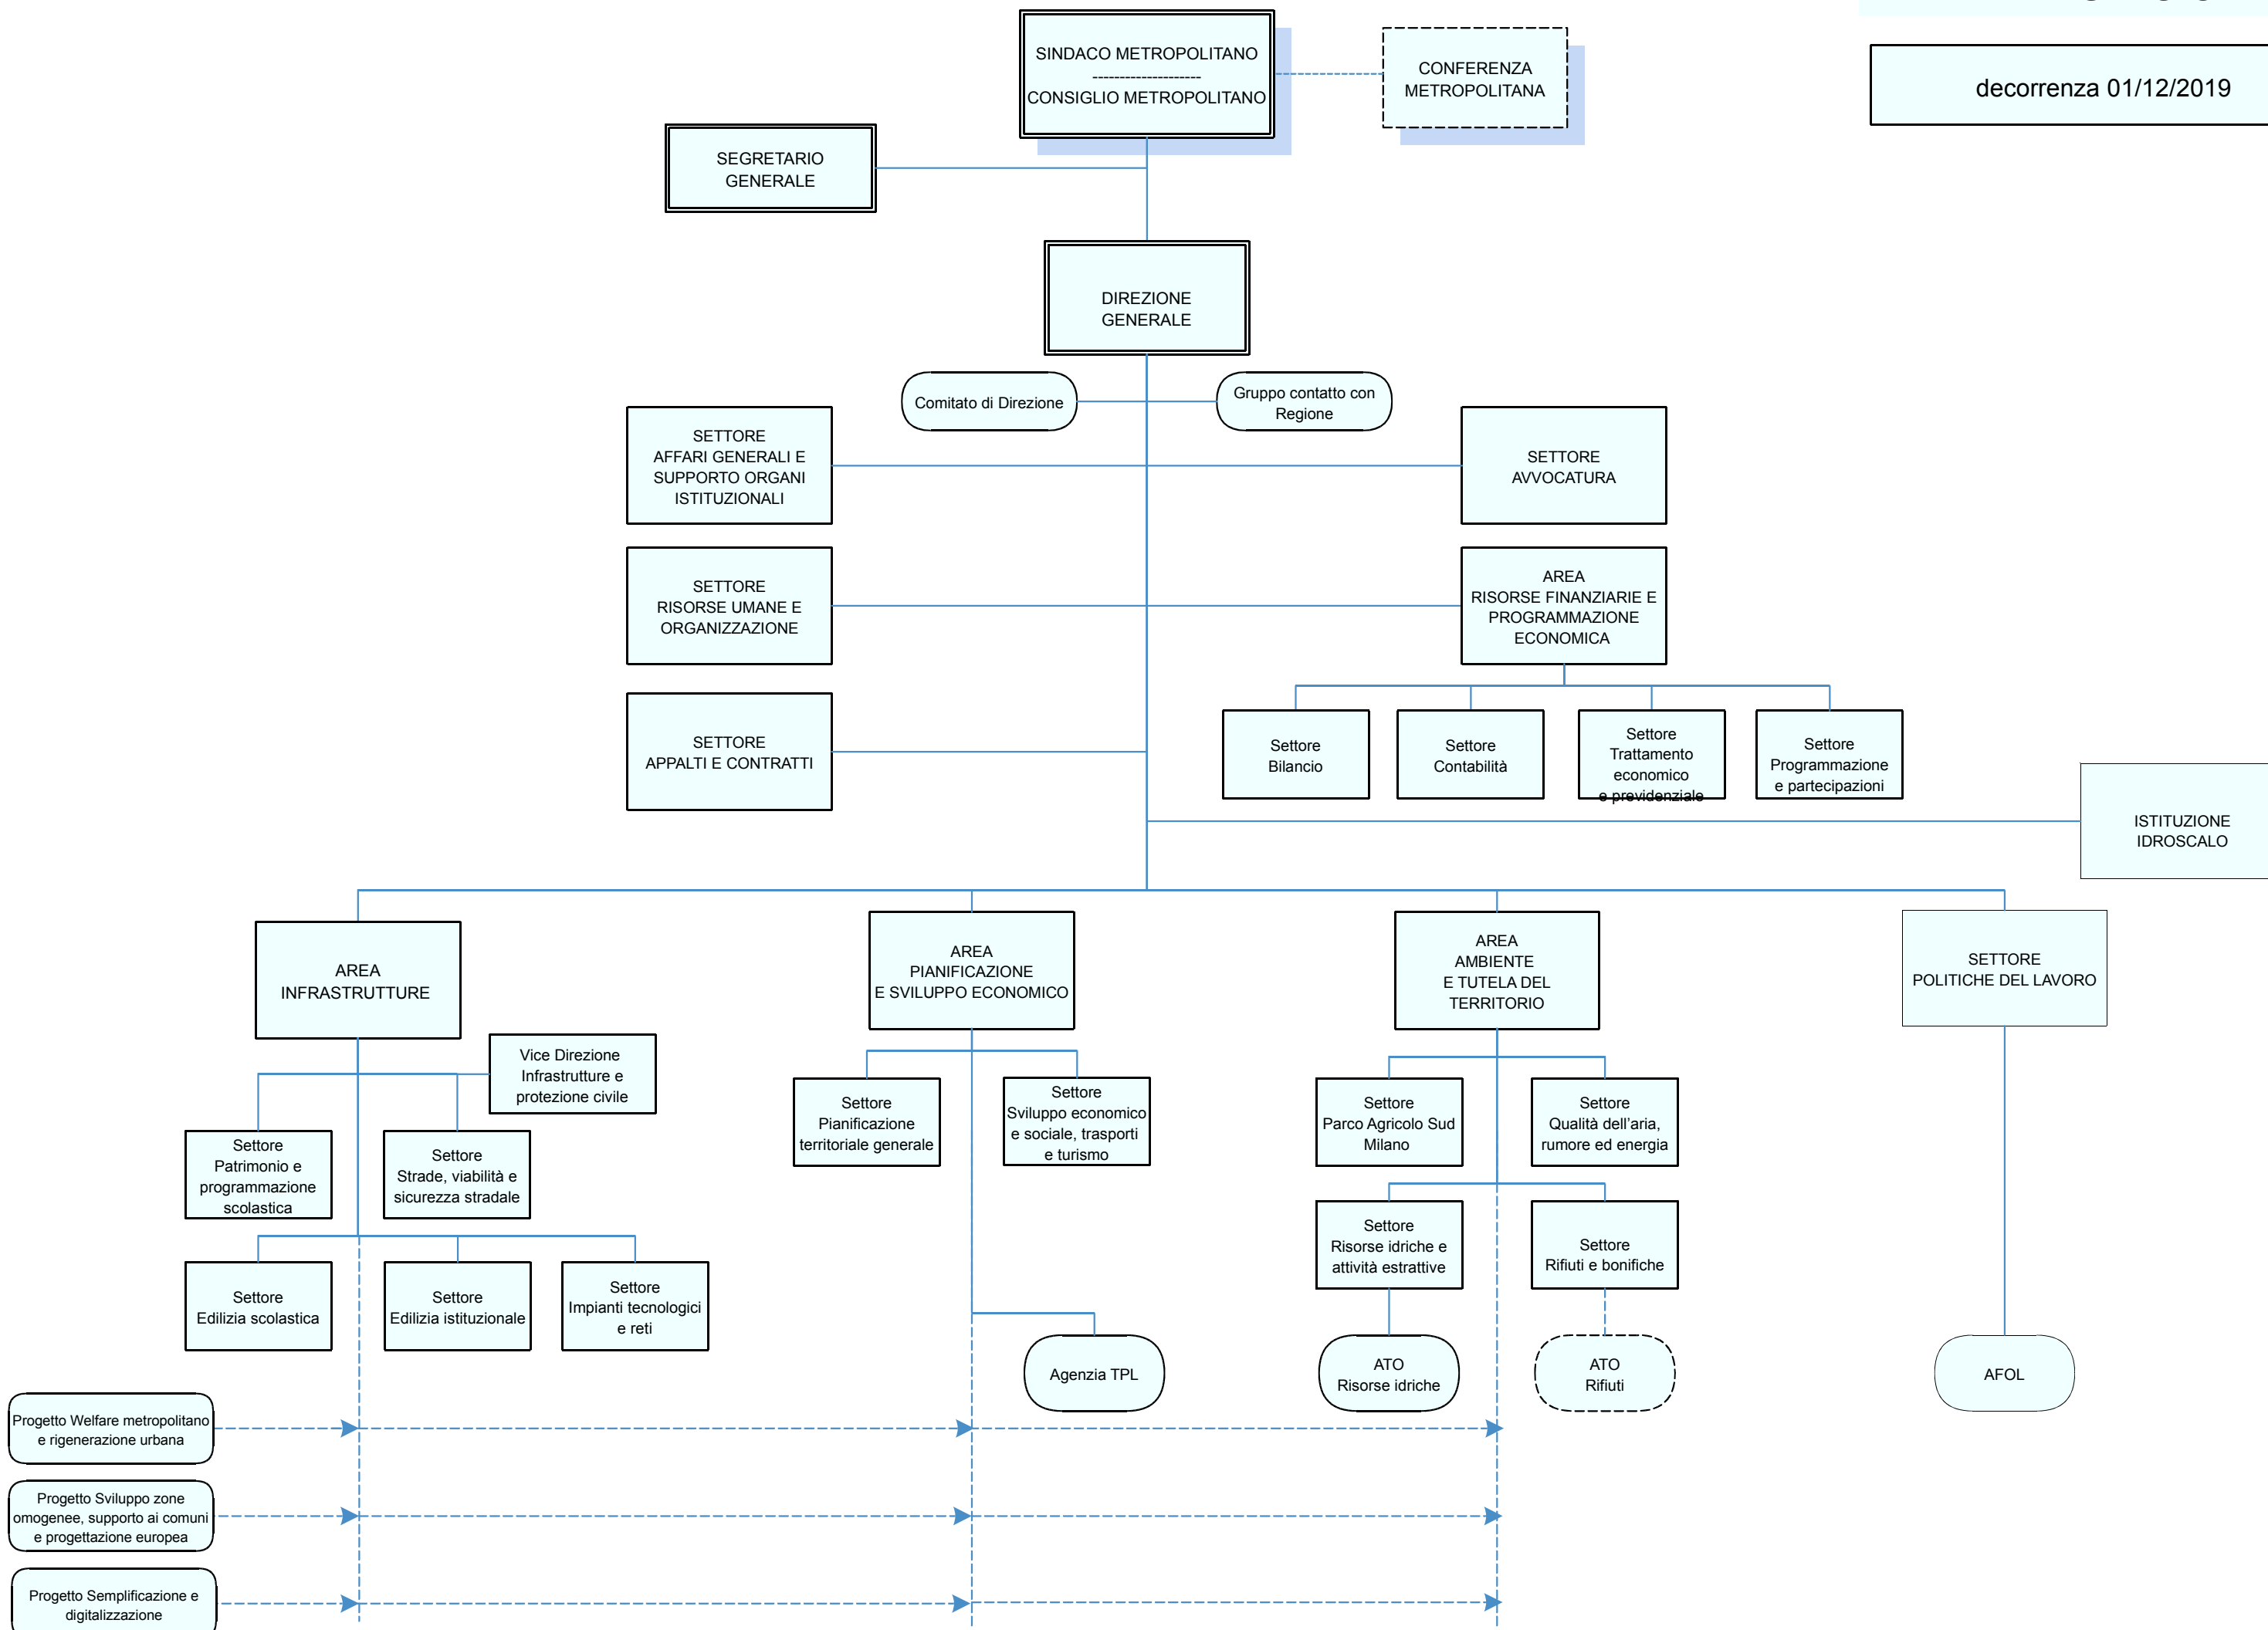 SINDACO METROPOLITANO
--------------------
CONSIGLIO METROPOLITANO
CONFERENZA
METROPOLITANA
decorrenza 01/12/2019
SEGRETARIO
GENERALE
DIREZIONE
GENERALE
Comitato di Direzione
Gruppo contatto con
Regione
SETTORE
AFFARI GENERALI E
SUPPORTO ORGANI
ISTITUZIONALI
SETTORE
AVVOCATURA
SETTORE
RISORSE UMANE E
ORGANIZZAZIONE
AREA
RISORSE FINANZIARIE E
PROGRAMMAZIONE
ECONOMICA
SETTORE
APPALTI E CONTRATTI
Settore
Bilancio
Settore
Contabilità
Settore
Trattamento
economico
e previdenziale
Settore
Programmazione
e partecipazioni
ISTITUZIONE
IDROSCALO
AREA
INFRASTRUTTURE
AREA
PIANIFICAZIONE
E SVILUPPO ECONOMICO
AREA
AMBIENTE
E TUTELA DEL
TERRITORIO
SETTORE
POLITICHE DEL LAVORO
Vice Direzione
Infrastrutture e
protezione civile
Settore
Patrimonio e
programmazione
scolastica
Settore
Strade, viabilità e
sicurezza stradale
Settore
Pianificazione
territoriale generale
Settore
Sviluppo economico
e sociale, trasporti
e turismo
Settore
Parco Agricolo Sud
Milano
Settore
Qualità dell'aria,
rumore ed energia
Settore
Risorse idriche e
attività estrattive
Settore
Rifiuti e bonifiche
Settore
Edilizia scolastica
Settore
Edilizia istituzionale
Settore
Impianti tecnologici
e reti
Agenzia TPL
ATO
Risorse idriche
ATO
Rifiuti
AFOL
Progetto Welfare metropolitano
e rigenerazione urbana
Progetto Sviluppo zone
omogenee, supporto ai comuni
e progettazione europea
Progetto Semplificazione e
digitalizzazione